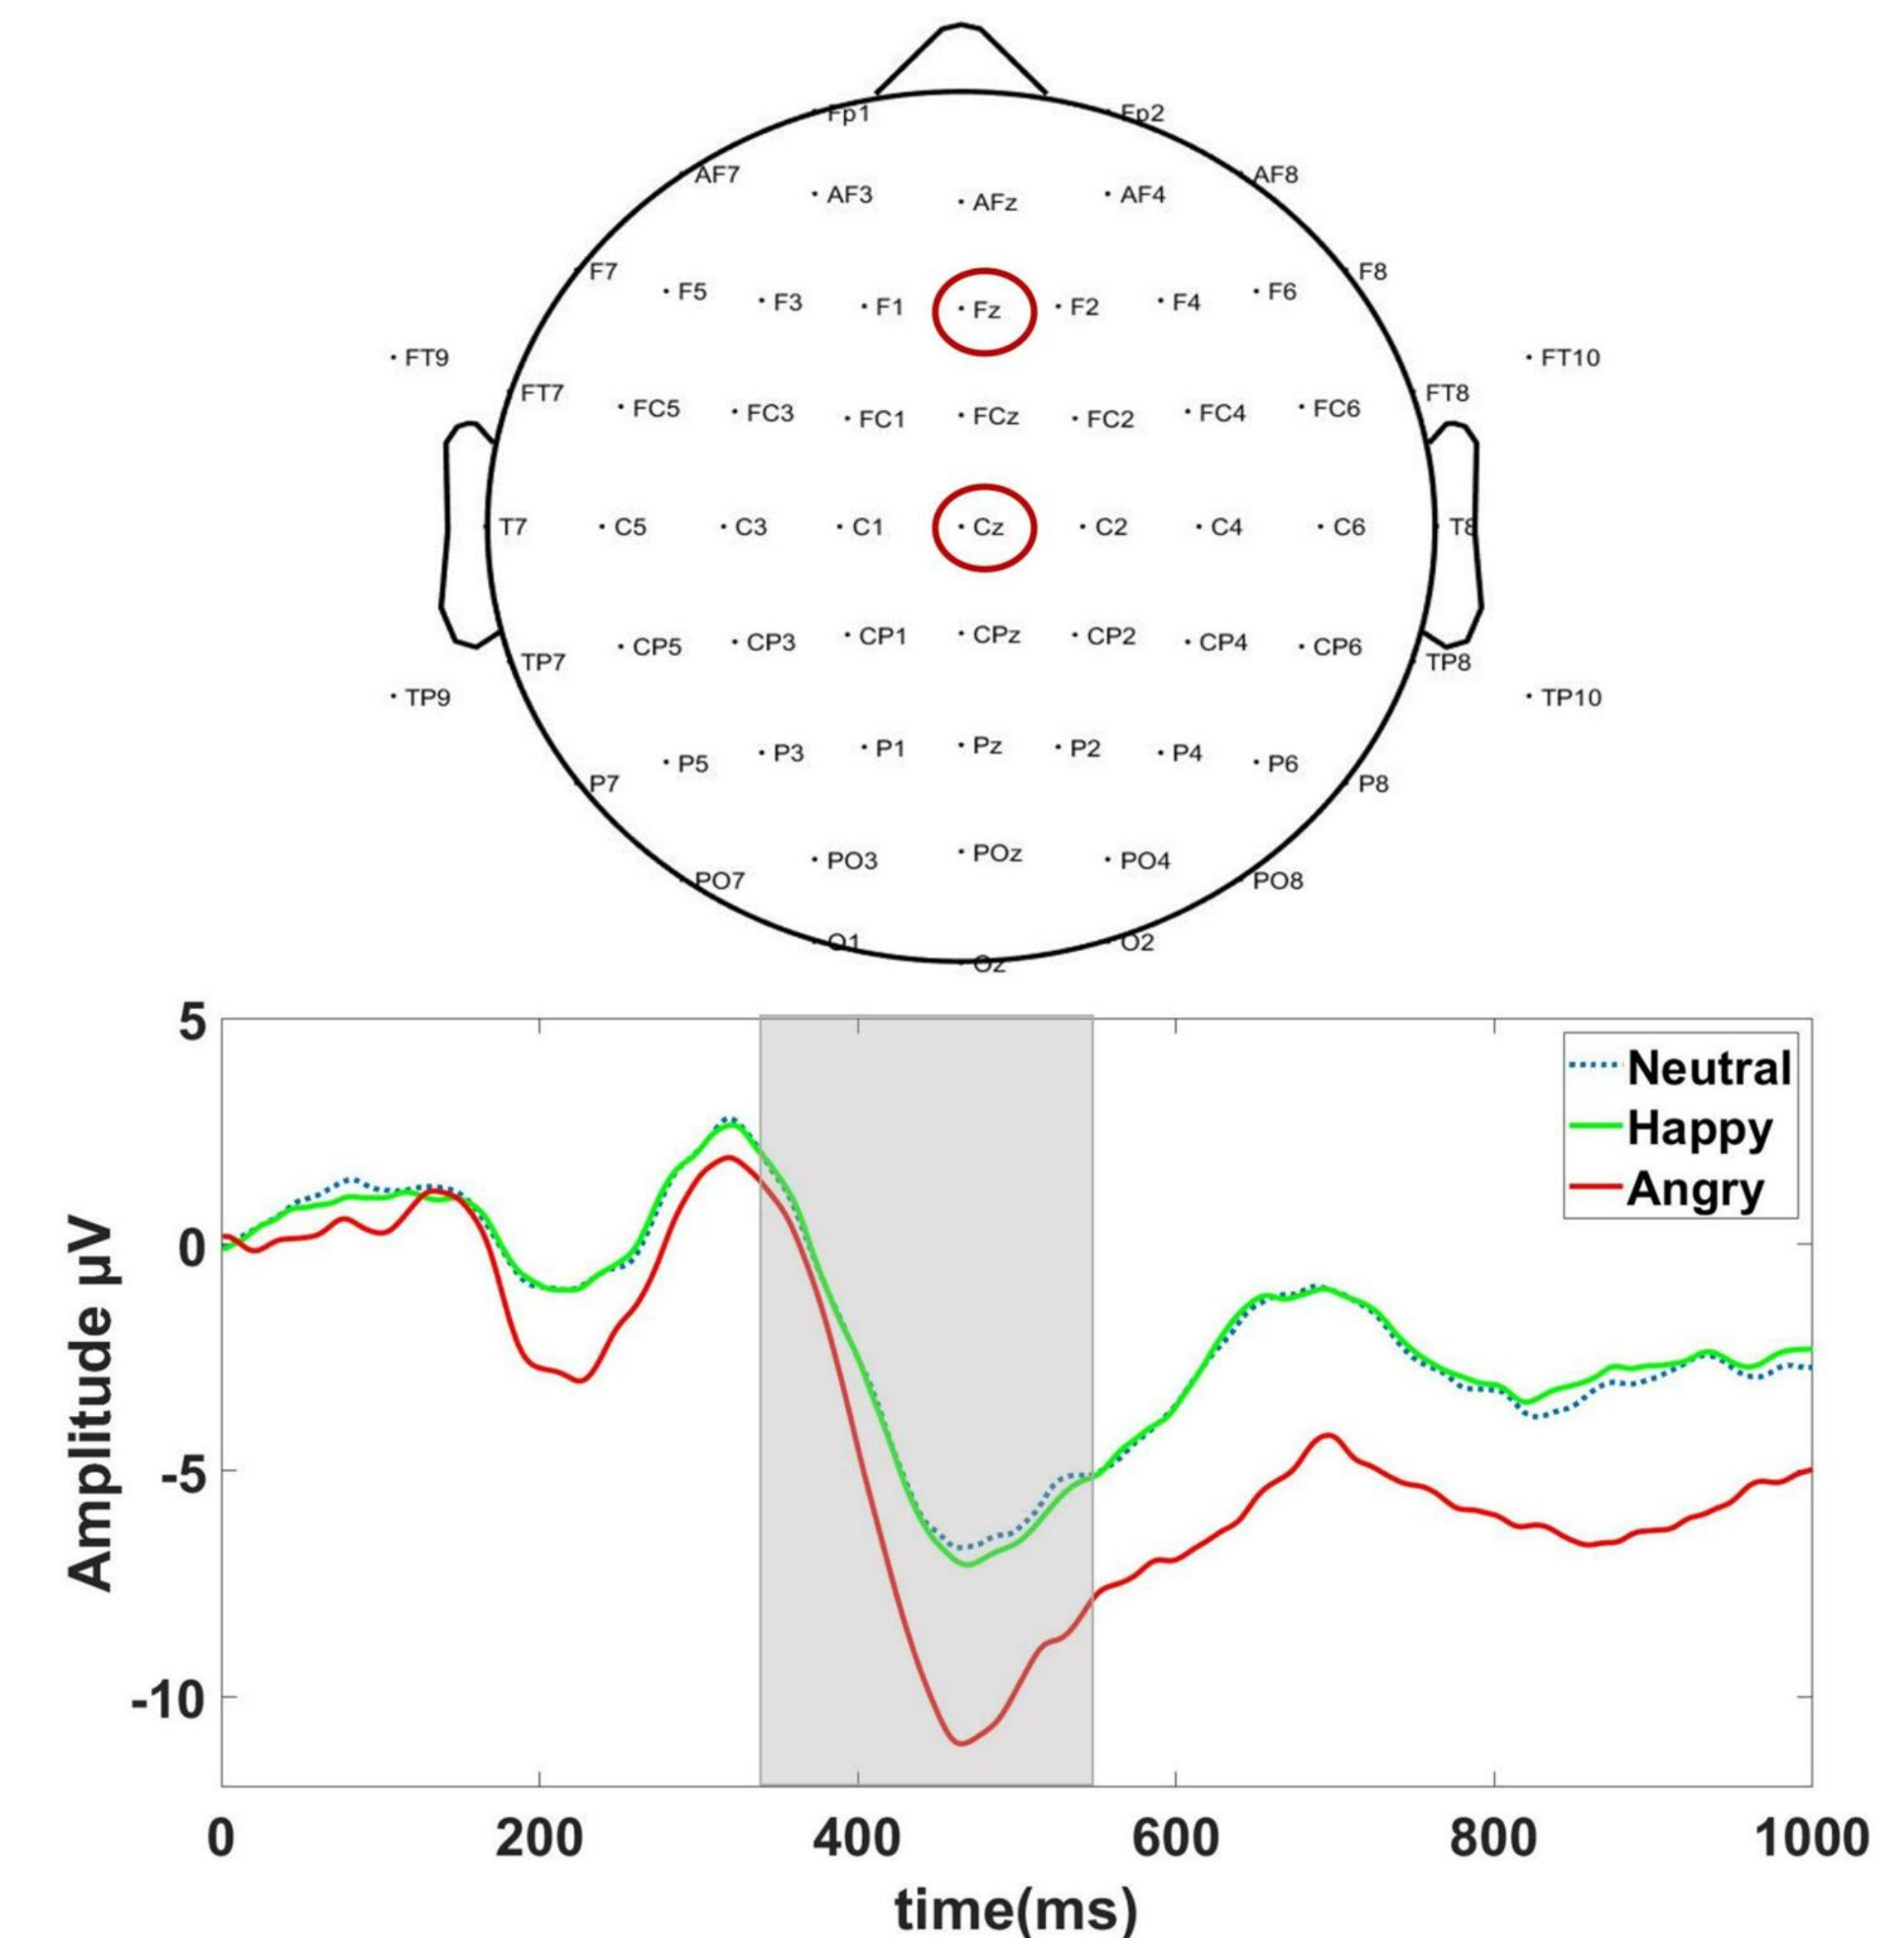 Fp1 Fp2
AF7 AF8
AF3 AFz AF4
F7 F8
F5 F3 F1 Fz F2 F4 F6
FT9 FT10
FT7 FT8
FC5 FC3 FC1 FCz FC2 FC4 FC6
T7 C5 C3 C1 Cz C2 C4 C6 T8
CP5 CP3 CP1 CPz CP2 CP4 CP6
TP7 TP8
TP9 TP10
P5 P3 P1 Pz P2 P4 P6
P7 P8
PO3 POz PO4
PO7 PO8
O1 O2
Oz
5
0
-5
-10
Amplitude µV
Neutral
Happy
Angry
0 200 400 600 800 1000
time(ms)